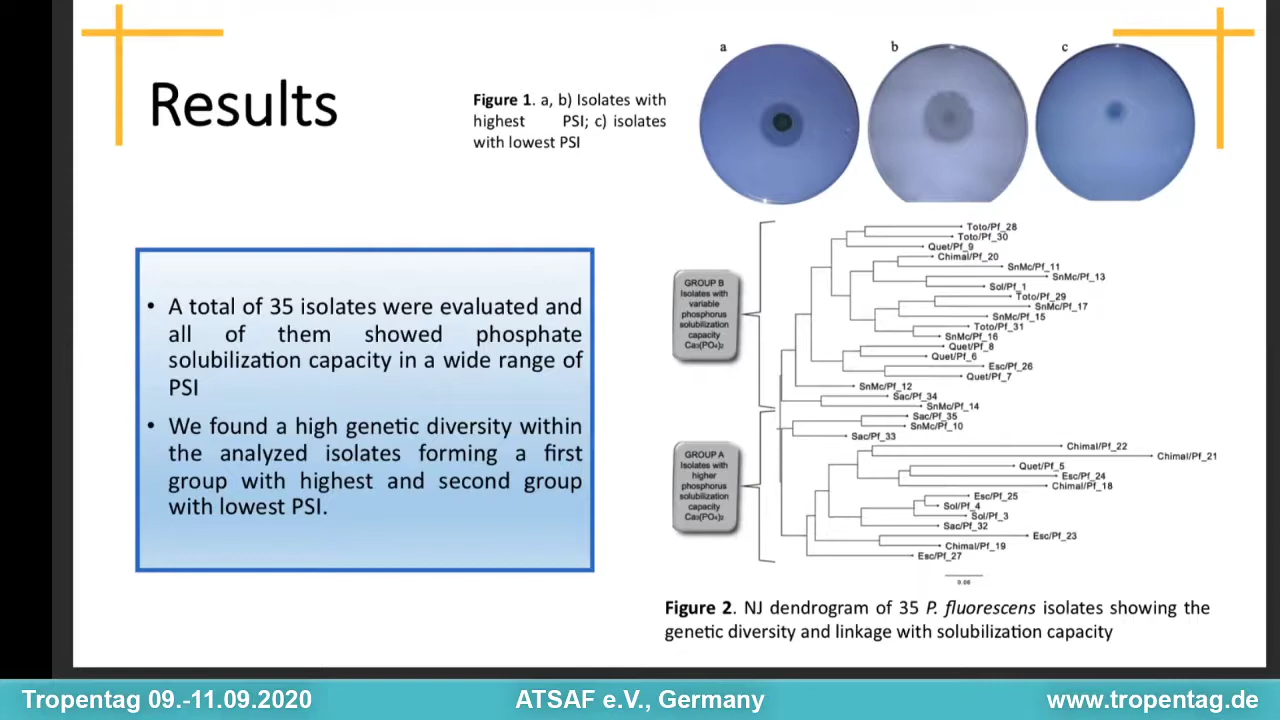 Results
Figure 1. a, b) Isolates with
highest PSI; c) isolates
with lowest PSI
a
b
c
• A total of 35 isolates were evaluated and
all of them showed phosphate
solubilization capacity in a wide range of
PSI
• We found a high genetic diversity within
the analyzed isolates forming a first
group with highest and second group
with lowest PSI.
GROUP B
Isolates with
variable
phosphorus
solubilization
capacity
Ca₃(PO₄)₂
GROUP A
Isolates with
higher
phosphorus
solubilization
capacity
Ca₃(PO₄)₂
Toto/Pf_28
Toto/Pf_30
Quet/Pf_9
Chimal/Pf_20
SnMc/Pf_11
SnMc/Pf_13
Sol/Pf_1
Toto/Pf_29
SnMc/Pf_17
SnMc/Pf_15
Toto/Pf_31
SnMc/Pf_16
Quet/Pf_8
Quet/Pf_6
Esc/Pf_26
Quet/Pf_7
SnMc/Pf_12
Sac/Pf_34
SnMc/Pf_14
Sac/Pf_35
SnMc/Pf_10
Sac/Pf_33
Chimal/Pf_22
Chimal/Pf_21
Quet/Pf_5
Esc/Pf_24
Chimal/Pf_18
Esc/Pf_25
Sol/Pf_4
Sol/Pf_3
Sac/Pf_32
Esc/Pf_23
Chimal/Pf_19
Esc/Pf_27
0.06
Figure 2. NJ dendrogram of 35 P. fluorescens isolates showing the
genetic diversity and linkage with solubilization capacity
Tropentag 09.-11.09.2020
ATSAF e.V., Germany
www.tropentag.de